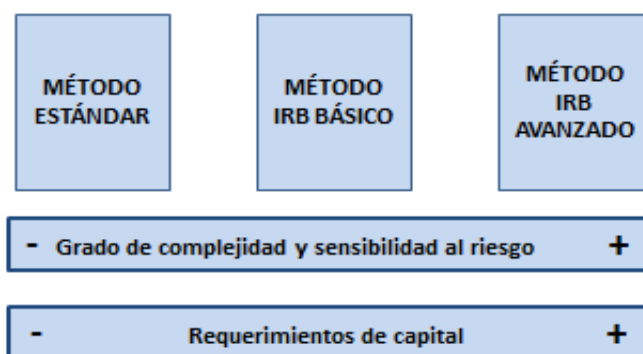 MÉTODO
ESTÁNDAR
MÉTODO
IRB BÁSICO
MÉTODO
IRB
AVANZADO
- Grado de complejidad y sensibilidad al riesgo +
- Requerimientos de capital +